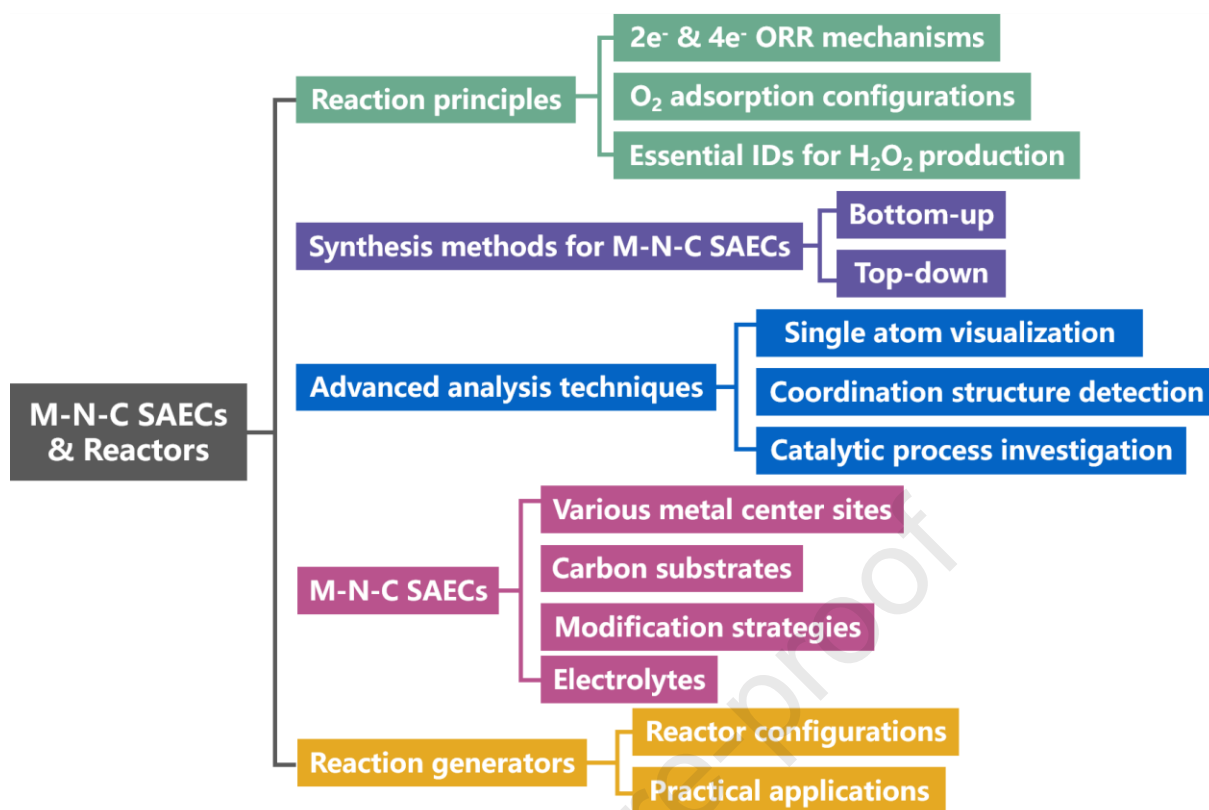 M-N-C SAECs
& Reactors
Reaction principles
2e⁻ & 4e⁻ ORR mechanisms
O₂ adsorption configurations
Essential IDs for H₂O₂ production
Synthesis methods for M-N-C SAECs
Bottom-up
Top-down
Advanced analysis techniques
Single atom visualization
Coordination structure detection
Catalytic process investigation
M-N-C SAECs
Various metal center sites
Carbon substrates
Modification strategies
Electrolytes
Reaction generators
Reactor configurations
Practical applications
re-proof